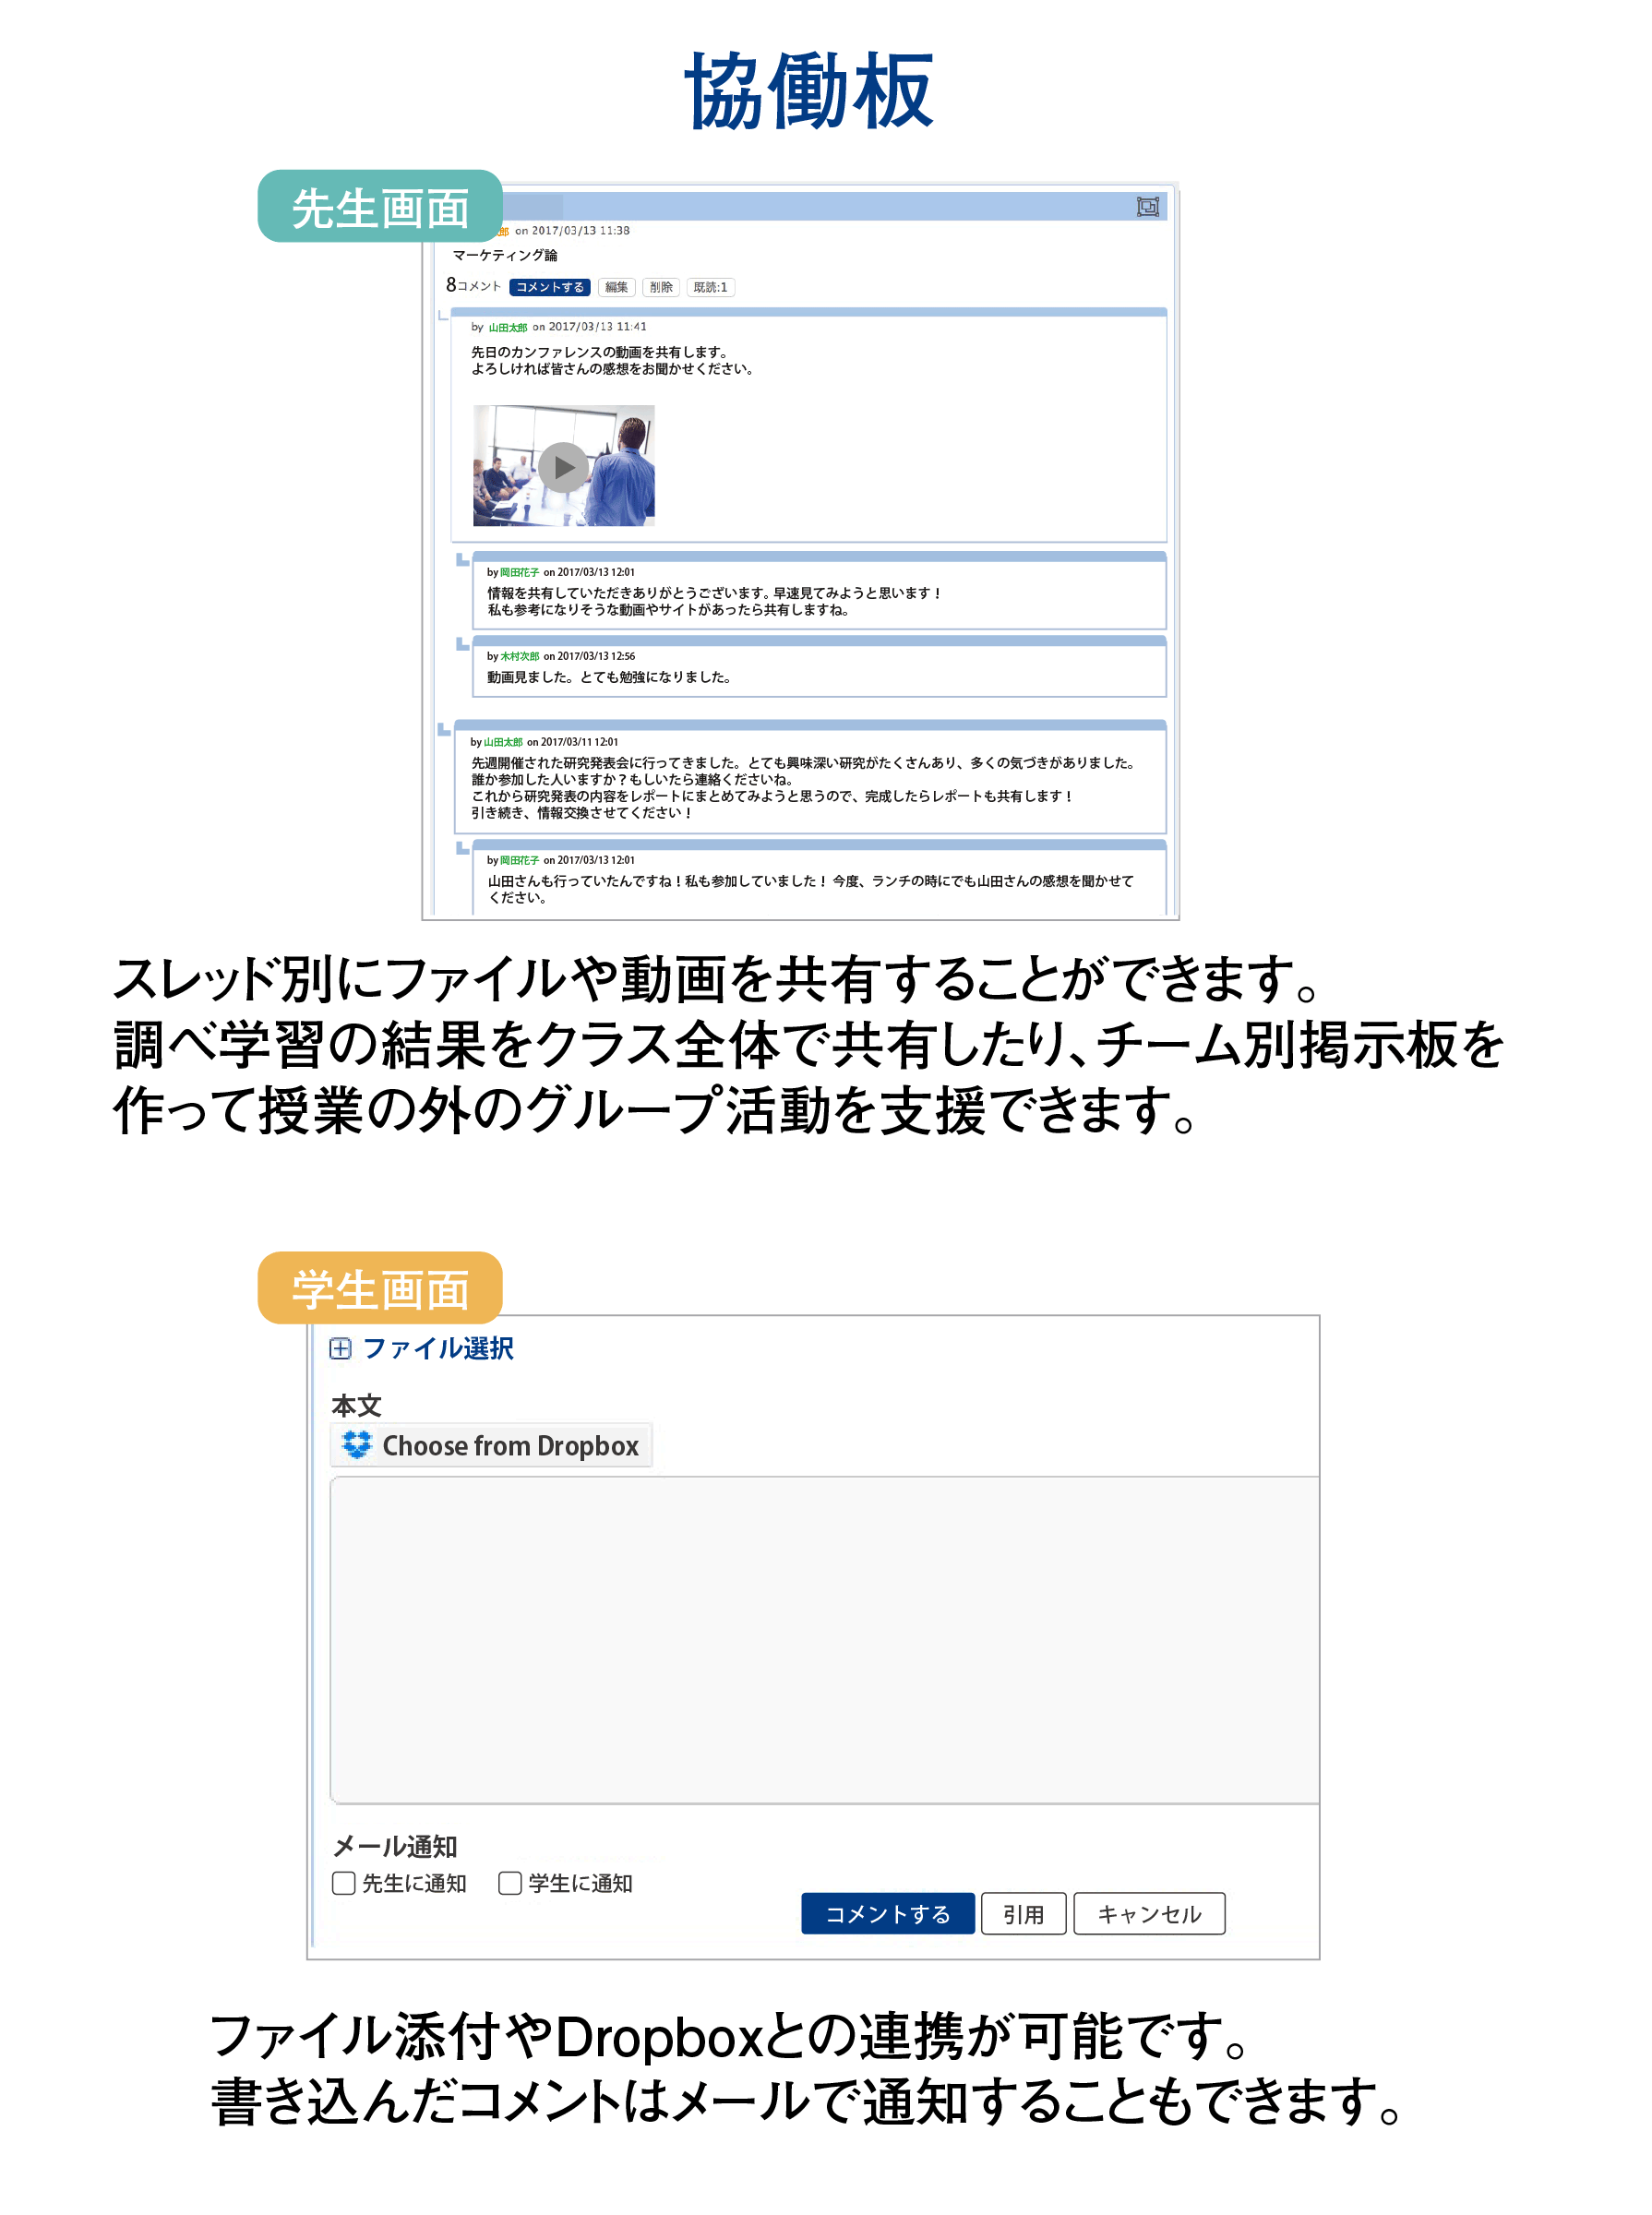 協働板
先生画面
郎 on 2017/03/13 11:38
マーケティング論
8コメント コメントする 編集 削除 既読:1
by 山田太郎 on 2017/03/13 11:41
先日のカンファレンスの動画を共有します。
よろしければ皆さんの感想をお聞かせください。
by 岡田花子 on 2017/03/13 12:01
情報を共有していただきありがとうございます。早速見てみようと思います！
私も参考になりそうな動画やサイトがあったら共有しますね。
by 木村次郎 on 2017/03/13 12:56
動画見ました。とても勉強になりました。
by 山田太郎 on 2017/03/11 12:01
先週開催された研究発表会に行ってきました。とても興味深い研究がたくさんあり、多くの気づきがありました。
誰か参加した人いますか？もしいたら連絡くださいね。
これから研究発表の内容をレポートにまとめてみようと思うので、完成したらレポートも共有します！
引き続き、情報交換させてください！
by 岡田花子 on 2017/03/13 12:01
山田さんも行っていたんですね！私も参加していました！ 今度、ランチの時にでも山田さんの感想を聞かせて
ください。
スレッド別にファイルや動画を共有することができます。
調べ学習の結果をクラス全体で共有したり、チーム別掲示板を
作って授業の外のグループ活動を支援できます。
学生画面
ファイル選択
本文
Choose from Dropbox
メール通知
先生に通知 学生に通知
コメントする 引用 キャンセル
ファイル添付やDropboxとの連携が可能です。
書き込んだコメントはメールで通知することもできます。